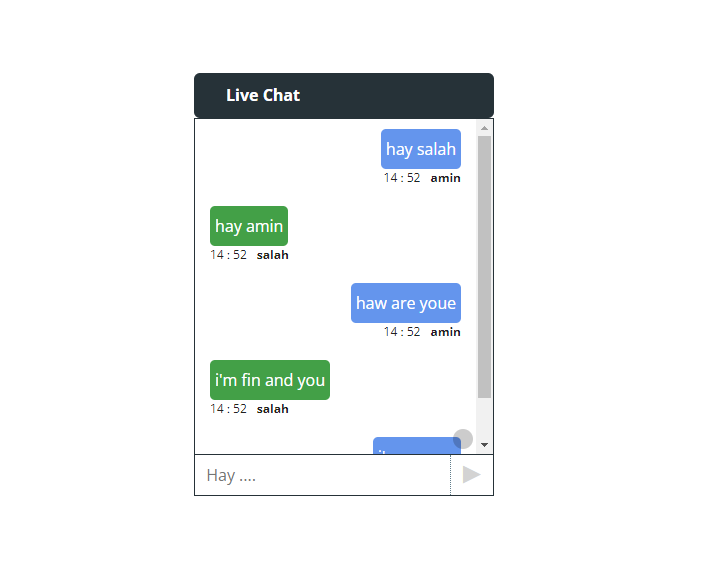 Live Chat
hay salah
14 : 52 amin
hay amin
14 : 52 salah
haw are youe
14 : 52 amin
i'm fin and you
14 : 52 salah
Hay ....